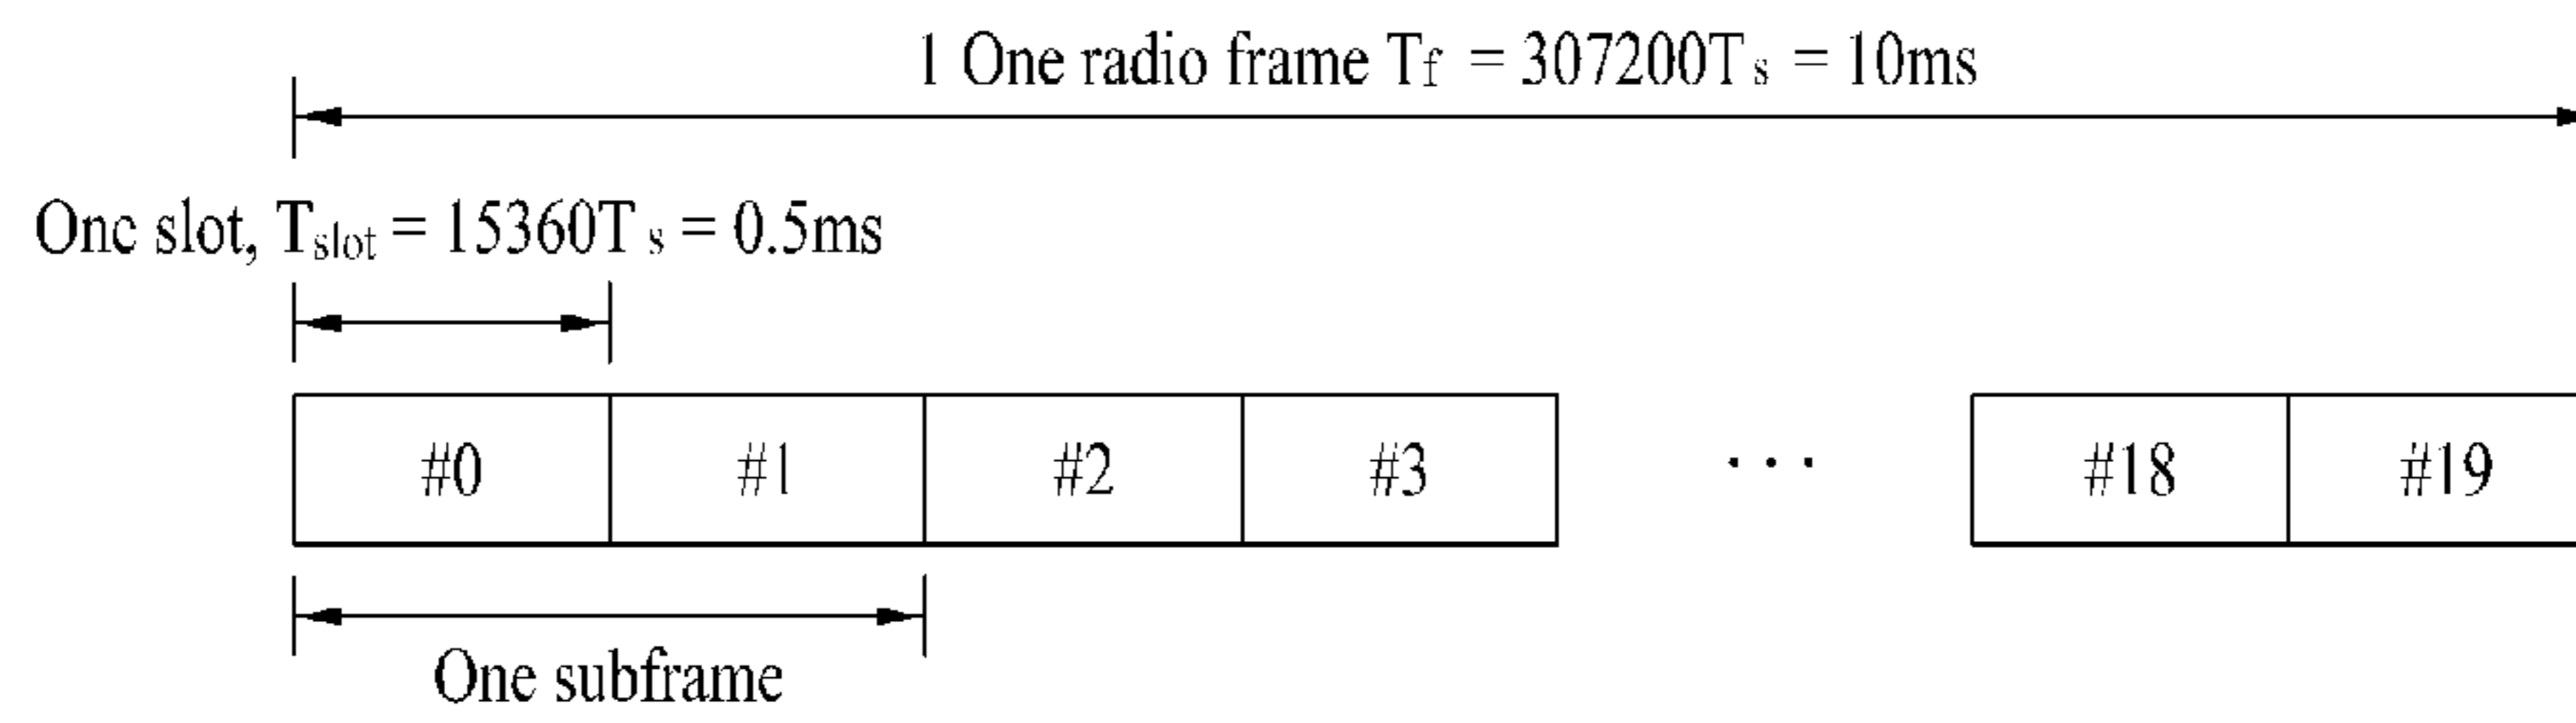 1 One radio frame Tf = 307200Ts = 10ms
Onc slot, Tslot = 15360Ts = 0.5ms
#0 #1 #2 #3 ... #18 #19
One subframe